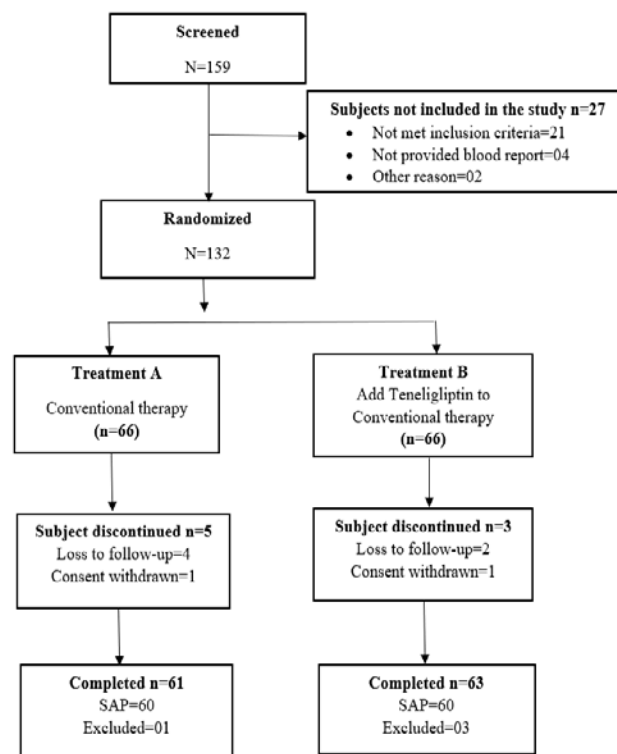 Screened
N=159
Subjects not included in the study n=27
• Not met inclusion criteria=21
• Not provided blood report=04
• Other reason=02
Randomized
N=132
Treatment A
Conventional therapy
(n=66)
Treatment B
Add Teneligliptin to
Conventional therapy
(n=66)
Subject discontinued n=5
Loss to follow-up=4
Consent withdrawn=1
Subject discontinued n=3
Loss to follow-up=2
Consent withdrawn=1
Completed n=61
SAP=60
Excluded=01
Completed n=63
SAP=60
Excluded=03